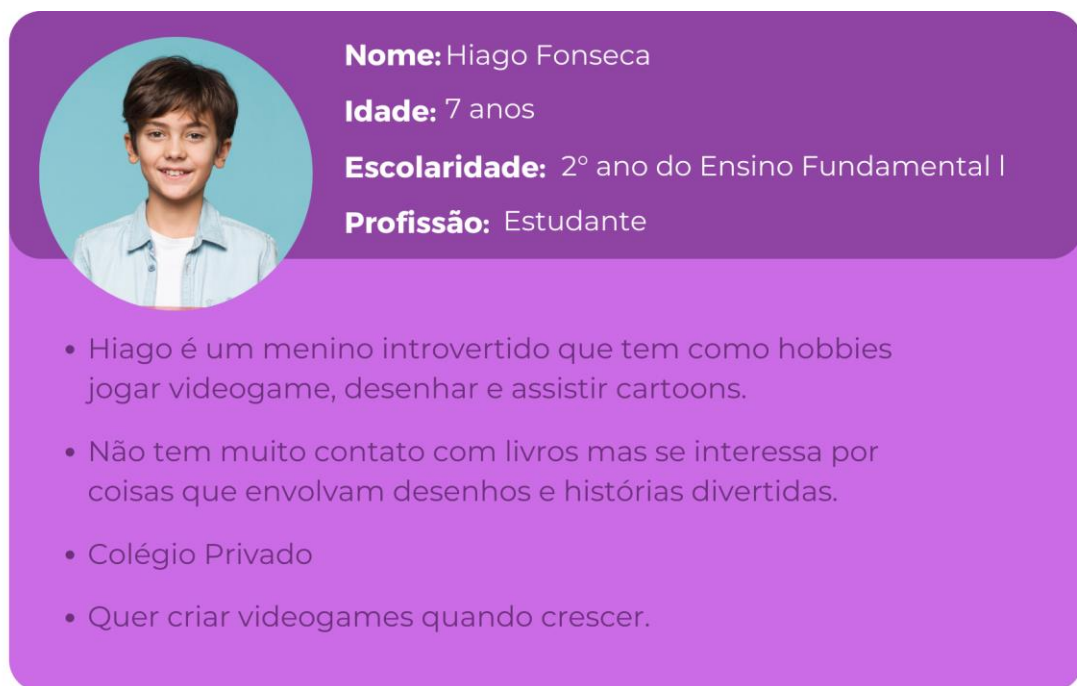 Nome: Hiago Fonseca
Idade: 7 anos
Escolaridade: 2° ano do Ensino Fundamental l
Profissão: Estudante
• Hiago é um menino introvertido que tem como hobbies
jogar videogame, desenhar e assistir cartoons.
• Não tem muito contato com livros mas se interessa por
coisas que envolvam desenhos e histórias divertidas.
• Colégio Privado
• Quer criar videogames quando crescer.